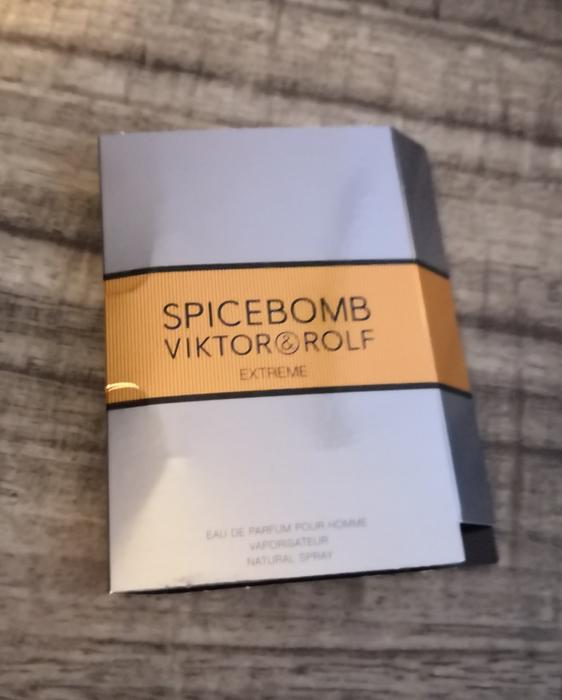 SPICEBOMB
VIKTOR&ROLF
EXTREME
EAU DE PARFUM POUR HOMME
VAPORISATEUR
NATURAL SPRAY